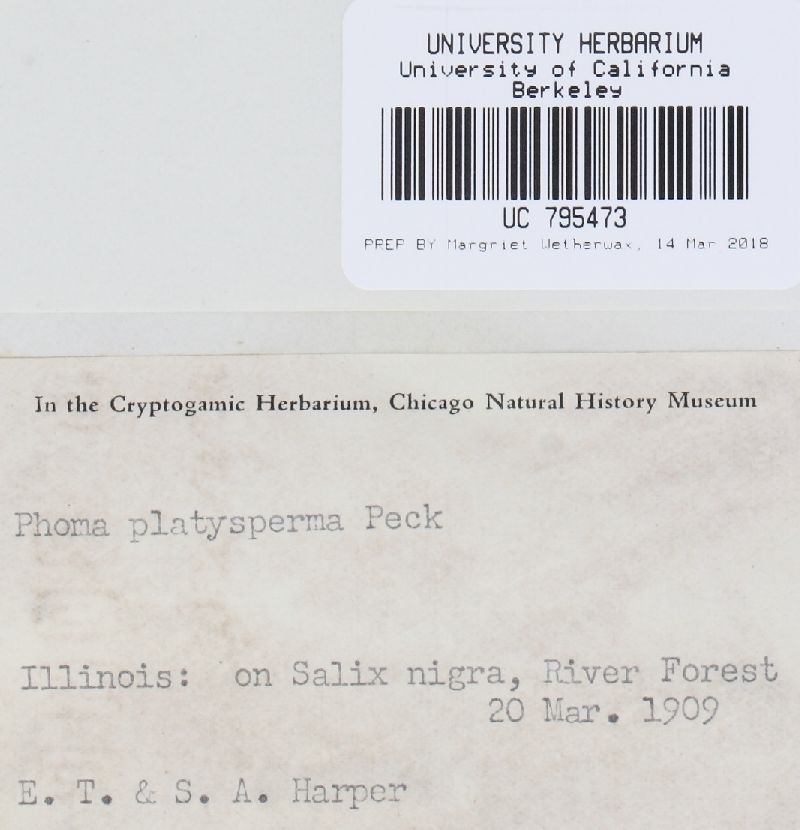 UNIVERSITY HERBARIUM
University of California
Berkeley
UC 795473
PREP BY Margriet Wetherwax, 14 Mar 2018
In the Cryptogamic Herbarium, Chicago Natural History Museum
Phoma platysperma Peck
Illinois: on Salix nigra, River Forest
20 Mar. 1909
E. T. & S. A. Harper